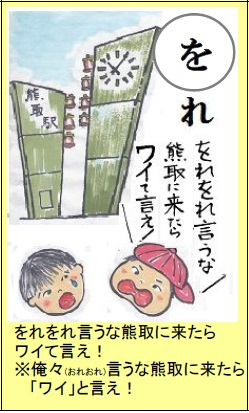 を
れ
をれをれ言うな
熊取に来たら
ワイて言え!
熊取
駅
をれをれ言うな熊取に来たら
ワイて言え!
※俺々(おれおれ)言うな熊取に来たら
「ワイ」と言え!